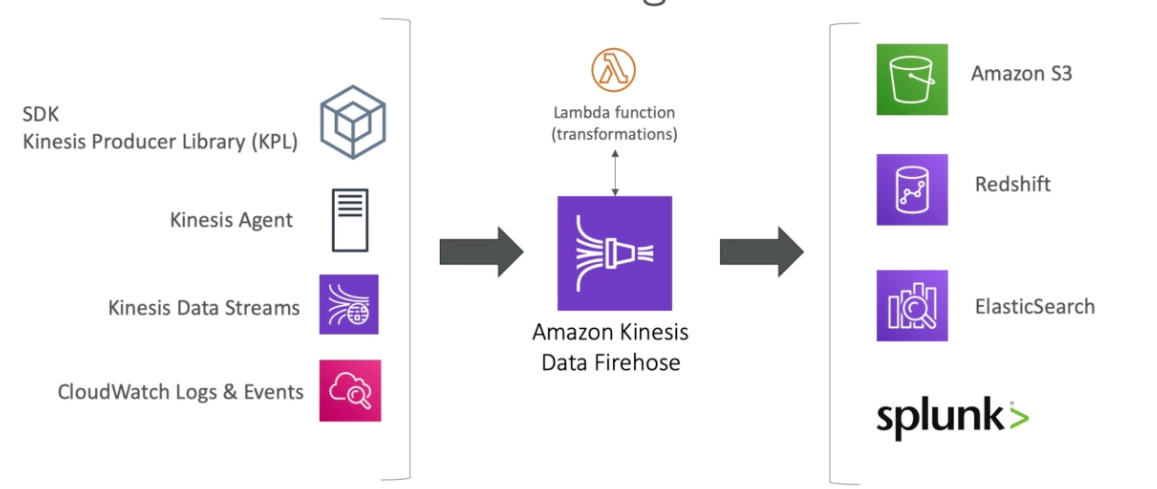 SDK
Kinesis Producer Library (KPL)
Kinesis Agent
Kinesis Data Streams
CloudWatch Logs & Events
Lambda function
(transformations)
Amazon Kinesis
Data Firehose
Amazon S3
Redshift
ElasticSearch
splunk>